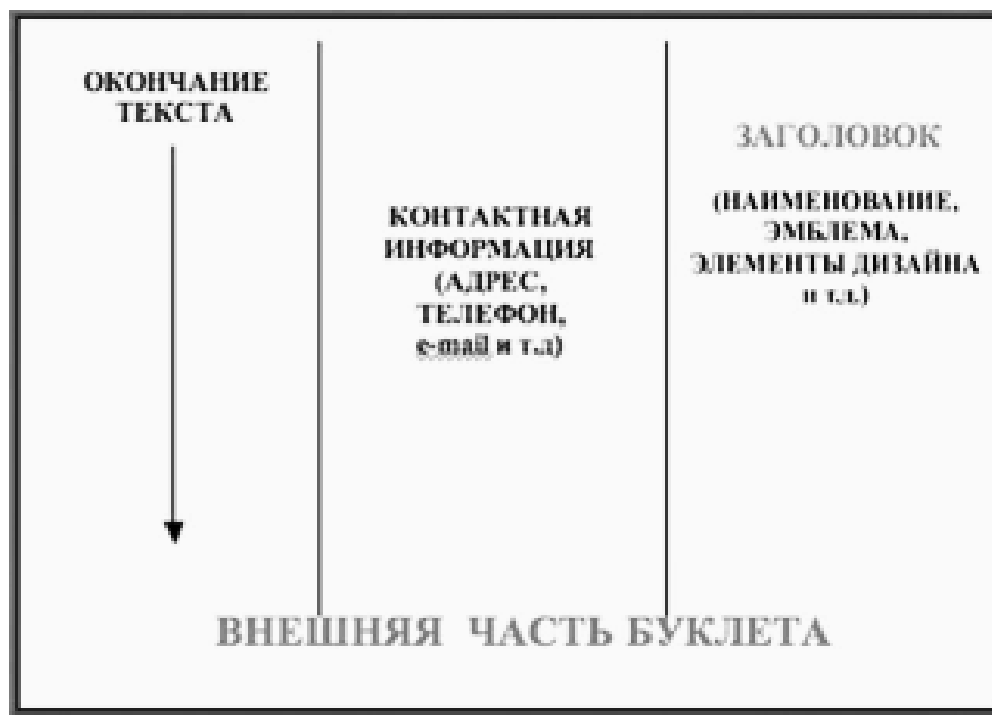 ОКОНЧАНИЕ
ТЕКСТА
КОНТАКТНАЯ
ИНФОРМАЦИЯ
(АДРЕС,
ТЕЛЕФОН,
e-mail и т.д)
ЗАГОЛОВОК
(НАИМЕНОВАНИЕ,
ЭМБЛЕМА,
ЭЛЕМЕНТЫ ДИЗАЙНА
и т.д.)
ВНЕШНЯЯ ЧАСТЬ БУКЛЕТА